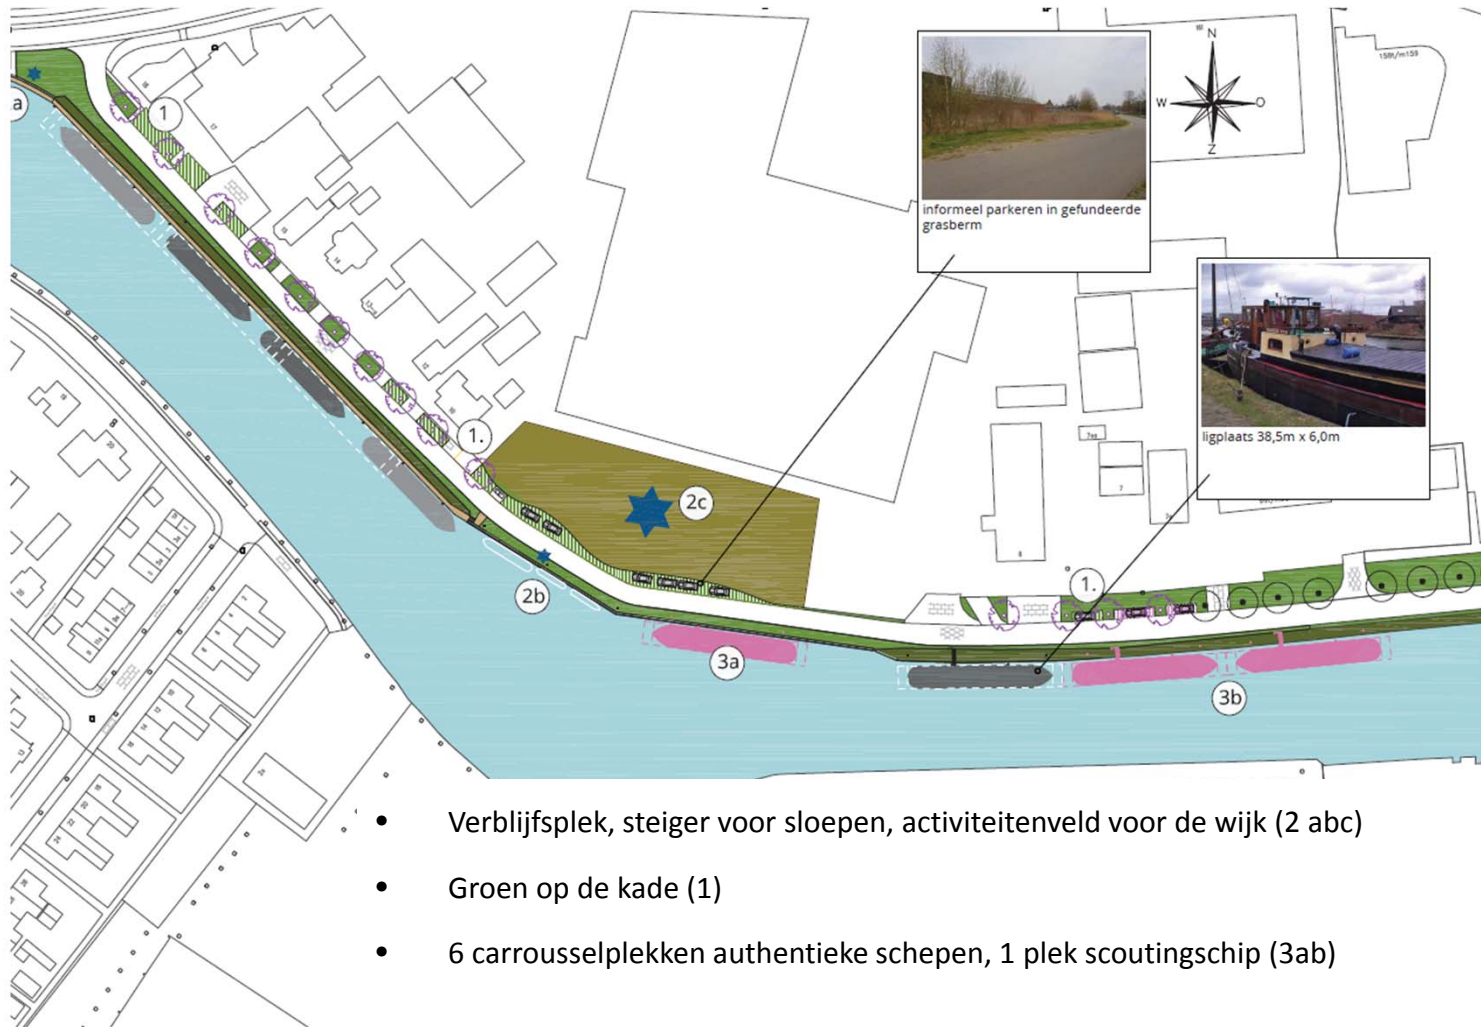 a
1
N
W
O
Z
158t/m159
informeel parkeren in gefundeerde
grasberm
ligplaats 38,5m x 6,0m
1.
2c
2b
1.
3a
3b
• Verblijfsplek, steiger voor sloepen, activiteitenveld voor de wijk (2 abc)
• Groen op de kade (1)
• 6 carrousselplekken authentieke schepen, 1 plek scoutingschip (3ab)